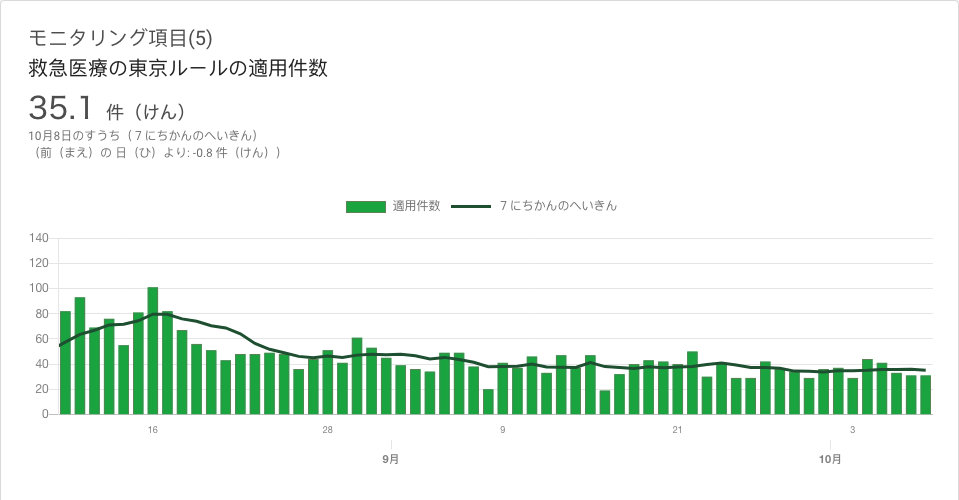 モニタリング項目(5)
救急医療の東京ルールの適用件数
35.1 件（けん）
10月8日のすうち（７にちかんのへいきん）
（前（まえ）の 日（ひ）より: -0.8 件（けん））
適用件数 ７にちかんのへいきん
140
120
100
80
60
40
20
0
16 28 9 21 3
9月 10月